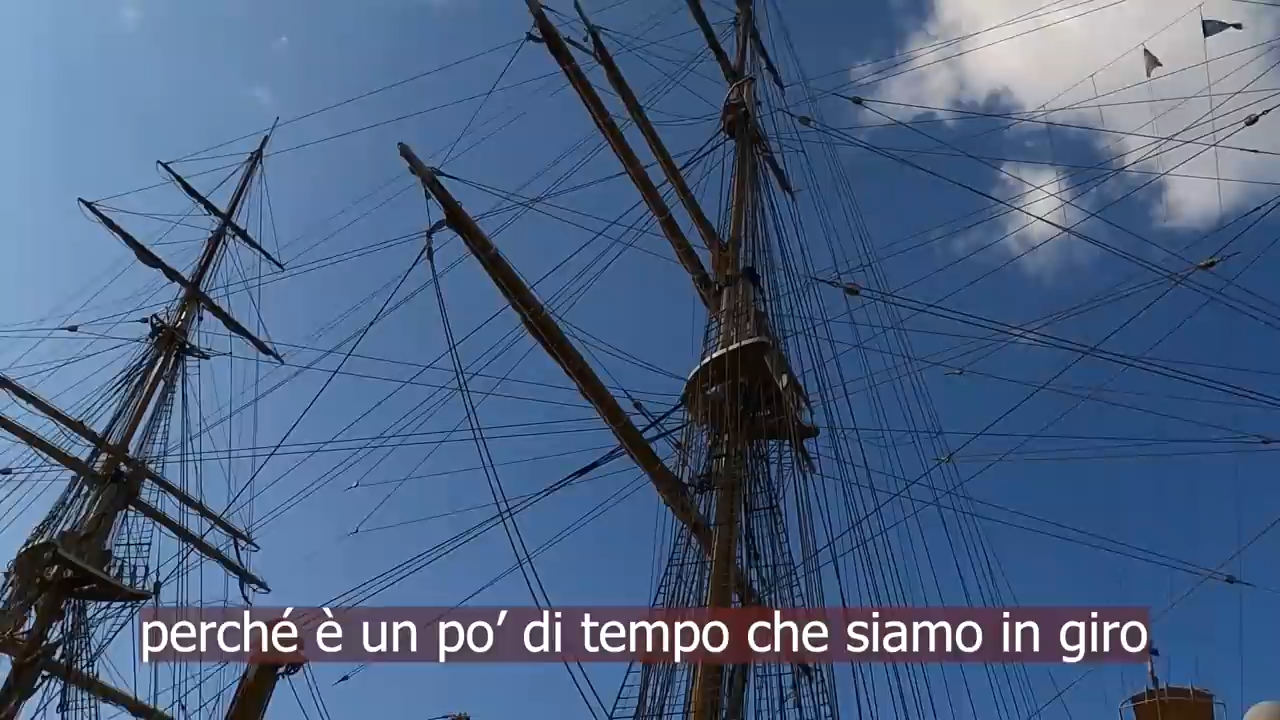 perché è un po’ di tempo che siamo in giro